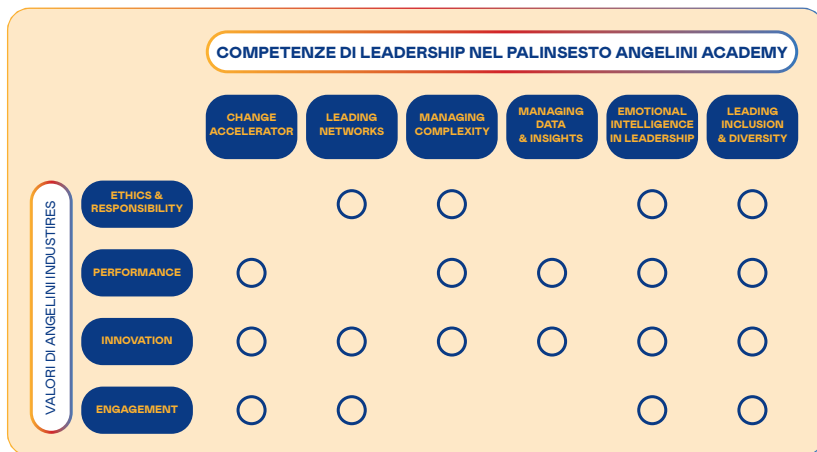 COMPETENZE DI LEADERSHIP NEL PALINSESTO ANGELINI ACADEMY
CHANGE
ACCELERATOR
LEADING
NETWORKS
MANAGING
COMPLEXITY
MANAGING
DATA
& INSIGHTS
EMOTIONAL
INTELLIGENCE
IN LEADERSHIP
LEADING
INCLUSION
& DIVERSITY
VALORI DI ANGELINI INDUSTIRES
ETHICS &
RESPONSIBILITY
PERFORMANCE
INNOVATION
ENGAGEMENT